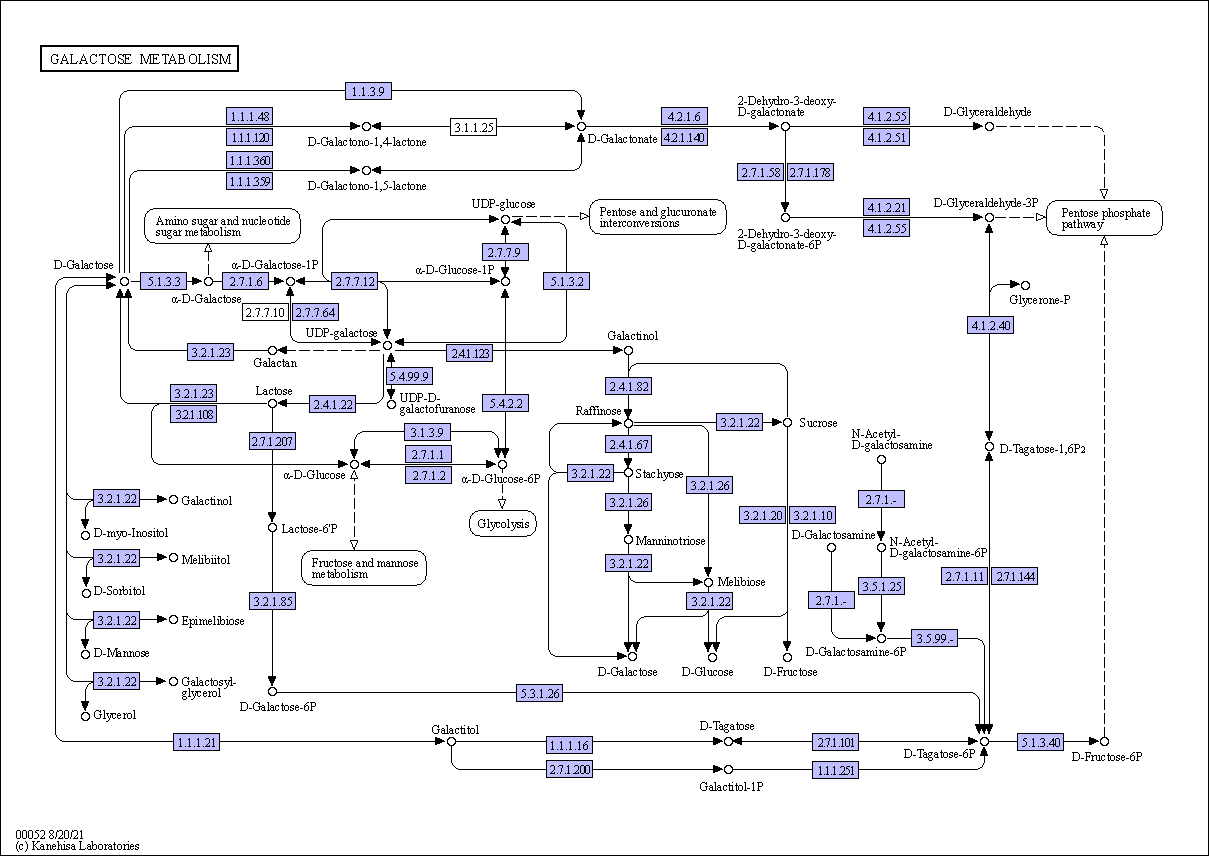 GALACTOSE METABOLISM
1.1.3.9
1.1.1.48
1.1.1.120
D-Galactono-1,4-lactone
3.1.1.25
D-Galactonate
4.2.1.6
4.2.1.140
2-Dehydro-3-deoxy-
D-galactonate
4.1.2.55
4.1.2.51
D-Glyceraldehyde
1.1.1.360
1.1.1.359
D-Galactono-1,5-lactone
2.7.1.58
2.7.1.178
Amino sugar and nucleotide
sugar metabolism
UDP-glucose
Pentose and glucuronate
interconversions
2-Dehydro-3-deoxy-
D-galactonate-6P
4.1.2.21
4.1.2.55
D-Glyceraldehyde-3P
Pentose phosphate
pathway
2.7.7.9
D-Galactose
5.1.3.3
α-D-Galactose
2.7.1.6
α-D-Galactose-1P
2.7.7.12
α-D-Glucose-1P
5.1.3.2
Glycerone-P
2.7.7.10
2.7.7.64
4.1.2.40
UDP-galactose
Galactinol
3.2.1.23
Galactan
2.4.1.123
5.4.99.9
UDP-D-
galactofuranose
2.4.1.82
3.2.1.23
3.2.1.108
Lactose
2.4.1.22
5.4.2.2
Raffinose
3.2.1.22
Sucrose
2.7.1.207
3.1.3.9
2.7.1.1
2.7.1.2
α-D-Glucose
α-D-Glucose-6P
2.4.1.67
N-Acetyl-
D-galactosamine
D-Tagatose-1,6P2
3.2.1.22
Stachyose
3.2.1.26
3.2.1.26
2.7.1.-
3.2.1.22
Galactinol
D-myo-Inositol
Lactose-6'P
Glycolysis
3.2.1.20
3.2.1.10
Manninotriose
D-Galactosamine
N-Acetyl-
D-galactosamine-6P
3.2.1.22
Melibiitol
D-Sorbitol
Fructose and mannose
metabolism
3.2.1.22
Melibiose
3.5.1.25
2.7.1.11
2.7.1.144
3.2.1.85
3.2.1.22
2.7.1.-
3.2.1.22
Epimelibiose
D-Mannose
3.5.99.-
D-Galactosamine-6P
D-Galactose
D-Glucose
D-Fructose
3.2.1.22
Galactosyl-
glycerol
Glycerol
D-Galactose-6P
5.3.1.26
1.1.1.21
Galactitol
1.1.1.16
D-Tagatose
2.7.1.101
D-Tagatose-6P
5.1.3.40
D-Fructose-6P
2.7.1.200
Galactitol-1P
1.1.1.251
00052 8/20/21
(c) Kanehisa Laboratories